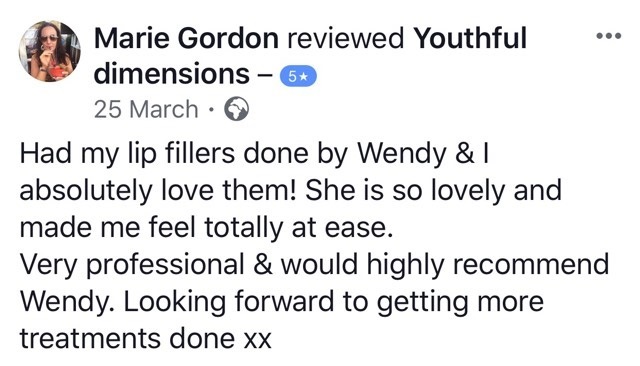 Marie Gordon reviewed Youthful
dimensions – 5★
25 March ·
Had my lip fillers done by Wendy & I
absolutely love them! She is so lovely and
made me feel totally at ease.
Very professional & would highly recommend
Wendy. Looking forward to getting more
treatments done xx